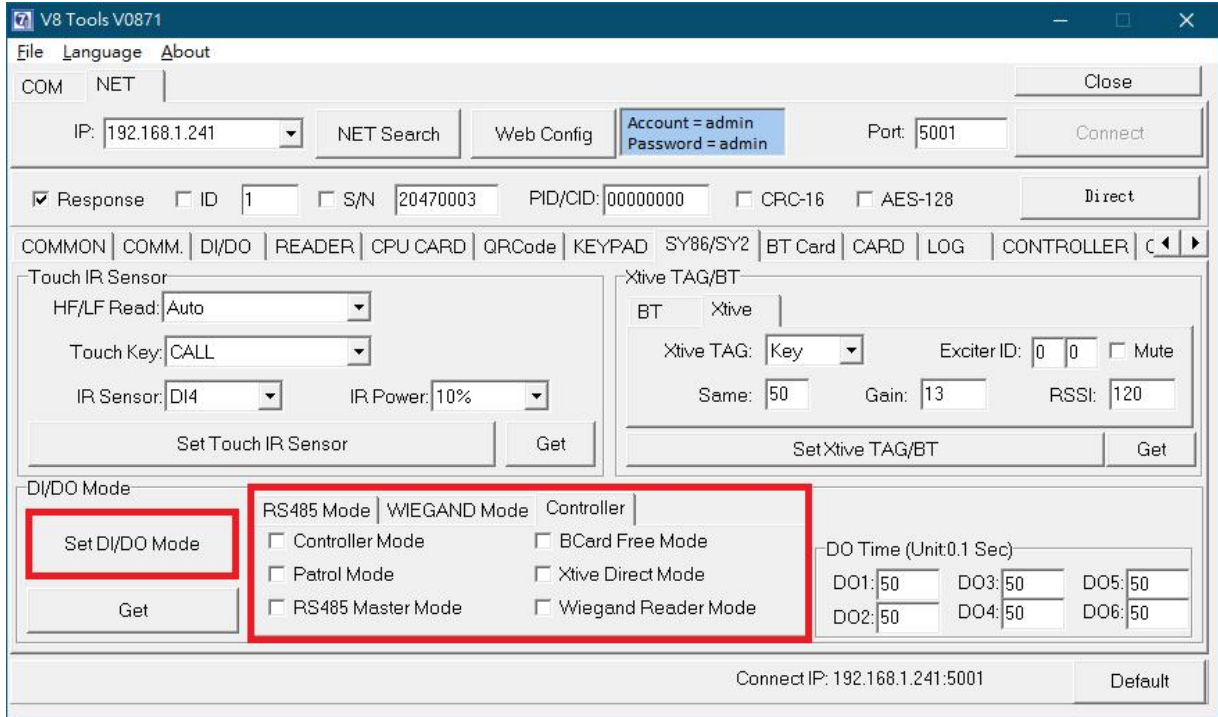 V8 Tools V0871
File Language About
COM NET Close
IP: 192.168.1.241 NET Search Web Config Account = admin Password = admin Port: 5001 Connect
Response ID 1 S/N 20470003 PID/CID: 00000000 CRC-16 AES-128 Direct
COMMON COMM. DI/DO READER CPU CARD QRCode KEYPAD SY86/SY2 BT Card CARD LOG CONTROLLER
Touch IR Sensor
HF/LF Read: Auto
Touch Key: CALL
IR Sensor: DI4 IR Power: 10%
Set Touch IR Sensor Get
Xtive TAG/BT
BT Xtive
Xtive TAG: Key Exciter ID: 0 0 Mute
Same: 50 Gain: 13 RSSI: 120
Set Xtive TAG/BT Get
DI/DO Mode
Set DI/DO Mode
Get
RS485 Mode WIEGAND Mode Controller
Controller Mode BCard Free Mode
Patrol Mode Xtive Direct Mode
RS485 Master Mode Wiegand Reader Mode
DO Time (Unit:0.1 Sec)
DO1: 50 DO3: 50 DO5: 50
DO2: 50 DO4: 50 DO6: 50
Connect IP: 192.168.1.241:5001 Default